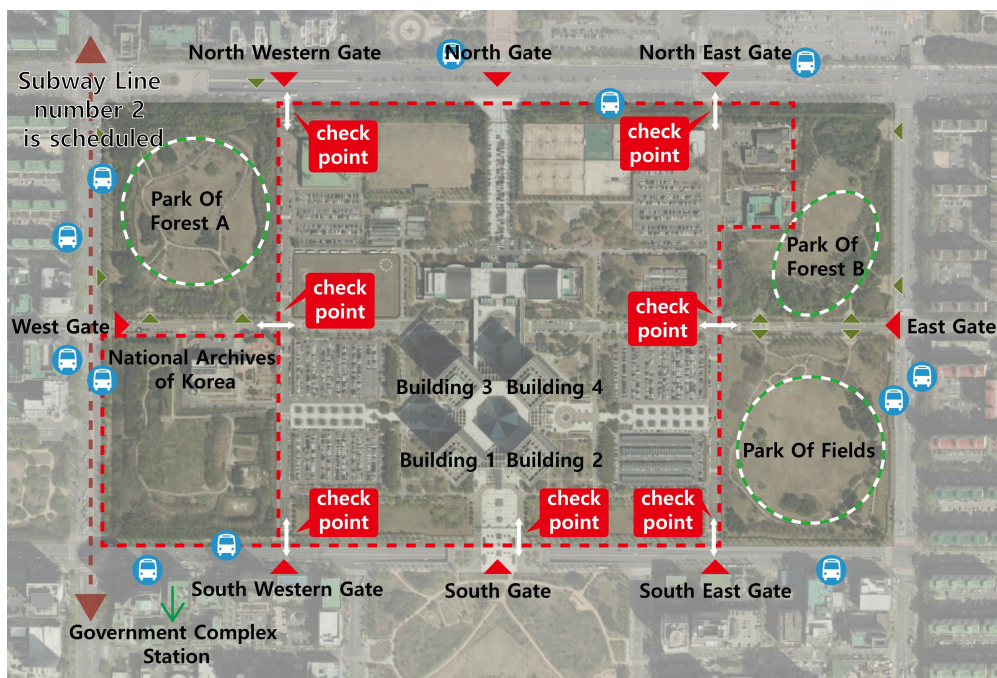 North Western Gate
North Gate
North East Gate
Subway Line
number 2
is scheduled
check
point
check
point
Park Of
Forest A
Park Of
Forest B
check
point
check
point
West Gate
East Gate
National Archives
of Korea
Building 3
Building 4
Building 1
Building 2
Park Of Fields
check
point
check
point
check
point
South Western Gate
South Gate
South East Gate
Government Complex
Station